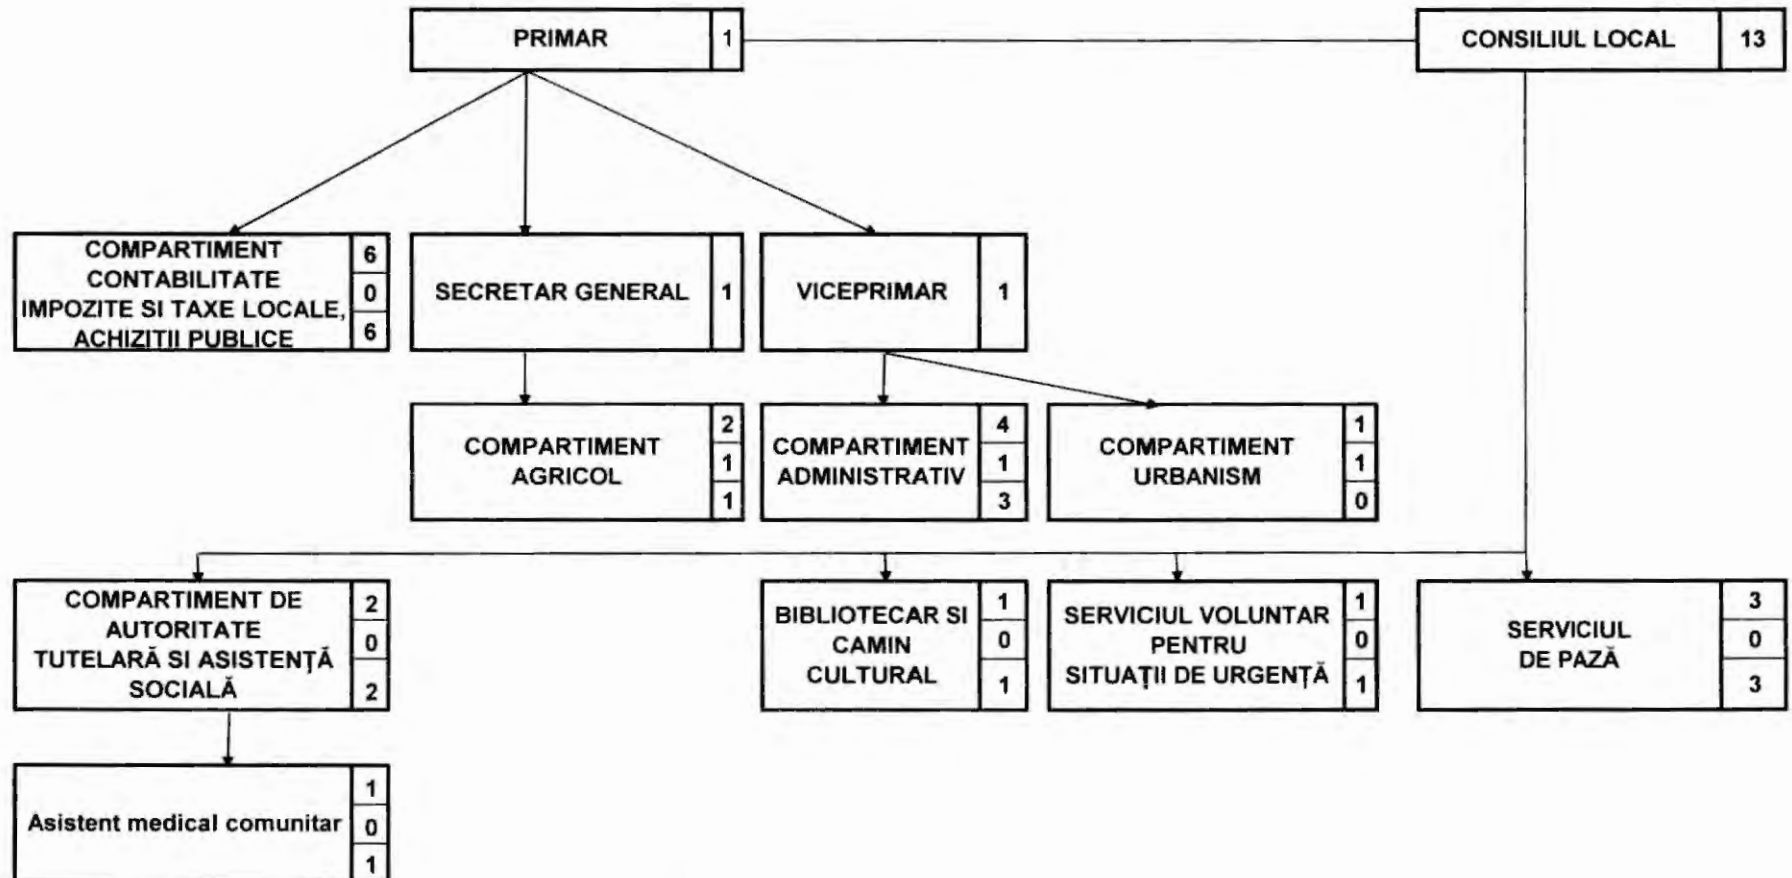 PRIMAR 1
CONSILIUL LOCAL 13
COMPARTIMENT
CONTABILITATE
IMPOZITE SI TAXE LOCALE,
ACHIZITII PUBLICE
6
0
6
SECRETAR GENERAL 1
VICEPRIMAR 1
COMPARTIMENT
AGRICOL
2
1
1
COMPARTIMENT
ADMINISTRATIV
4
1
3
COMPARTIMENT
URBANISM
1
1
0
COMPARTIMENT DE
AUTORITATE
TUTELARĂ SI ASISTENŢĂ
SOCIALĂ
2
0
2
BIBLIOTECAR SI
CAMIN
CULTURAL
1
0
1
SERVICIUL VOLUNTAR
PENTRU
SITUAŢII DE URGENŢĂ
1
0
1
SERVICIUL
DE PAZĂ
3
0
3
Asistent medical comunitar
1
0
1